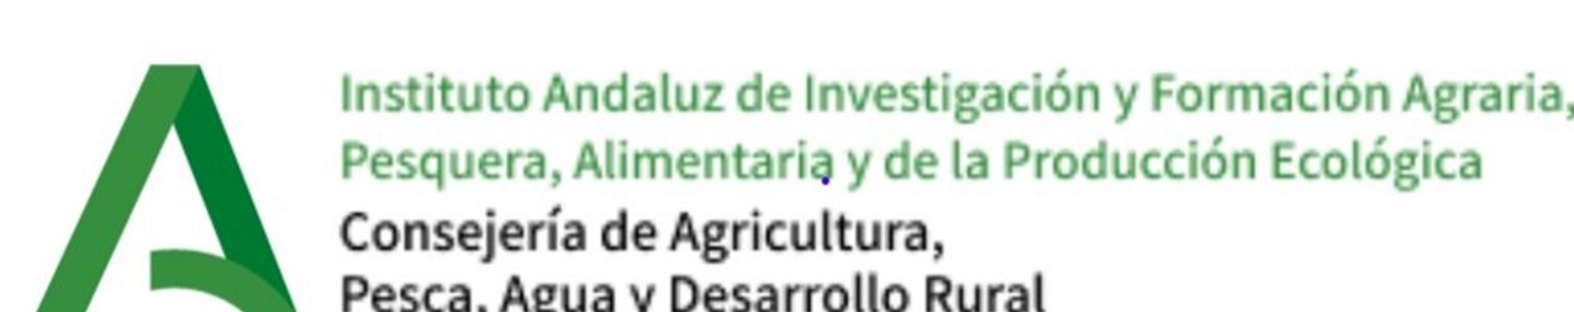 Instituto Andaluz de Investigación y Formación Agraria,
Pesquera, Alimentaria y de la Producción Ecológica
Consejería de Agricultura,
Pesca, Agua y Desarrollo Rural